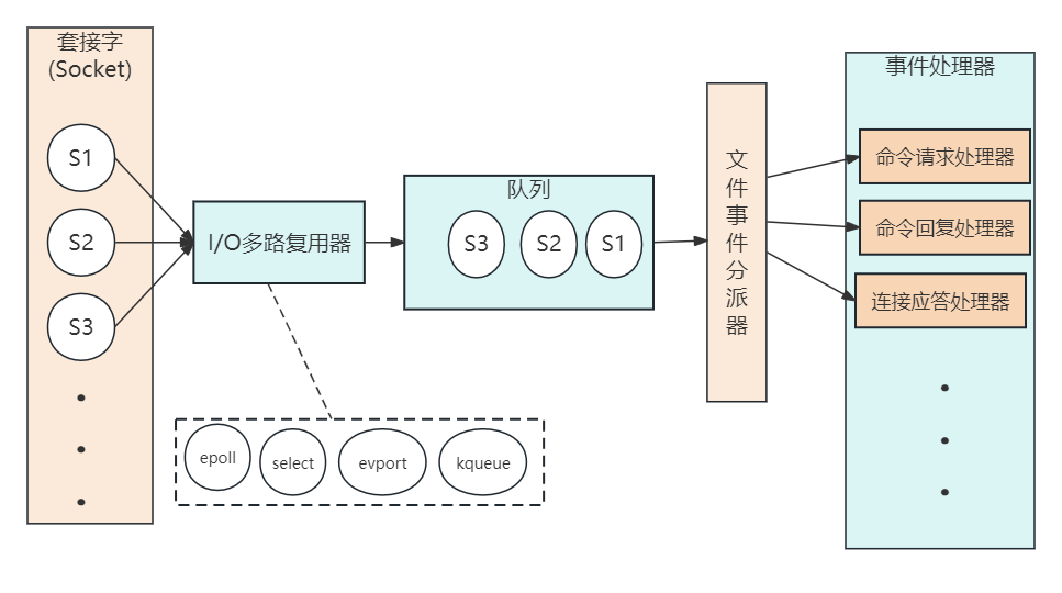 套接字
(Socket)
S1
S2
S3
I/O多路复用器
epoll
select
evport
kqueue
队列
S3
S2
S1
文
件
事
件
分
派
器
事件处理器
命令请求处理器
命令回复处理器
连接应答处理器